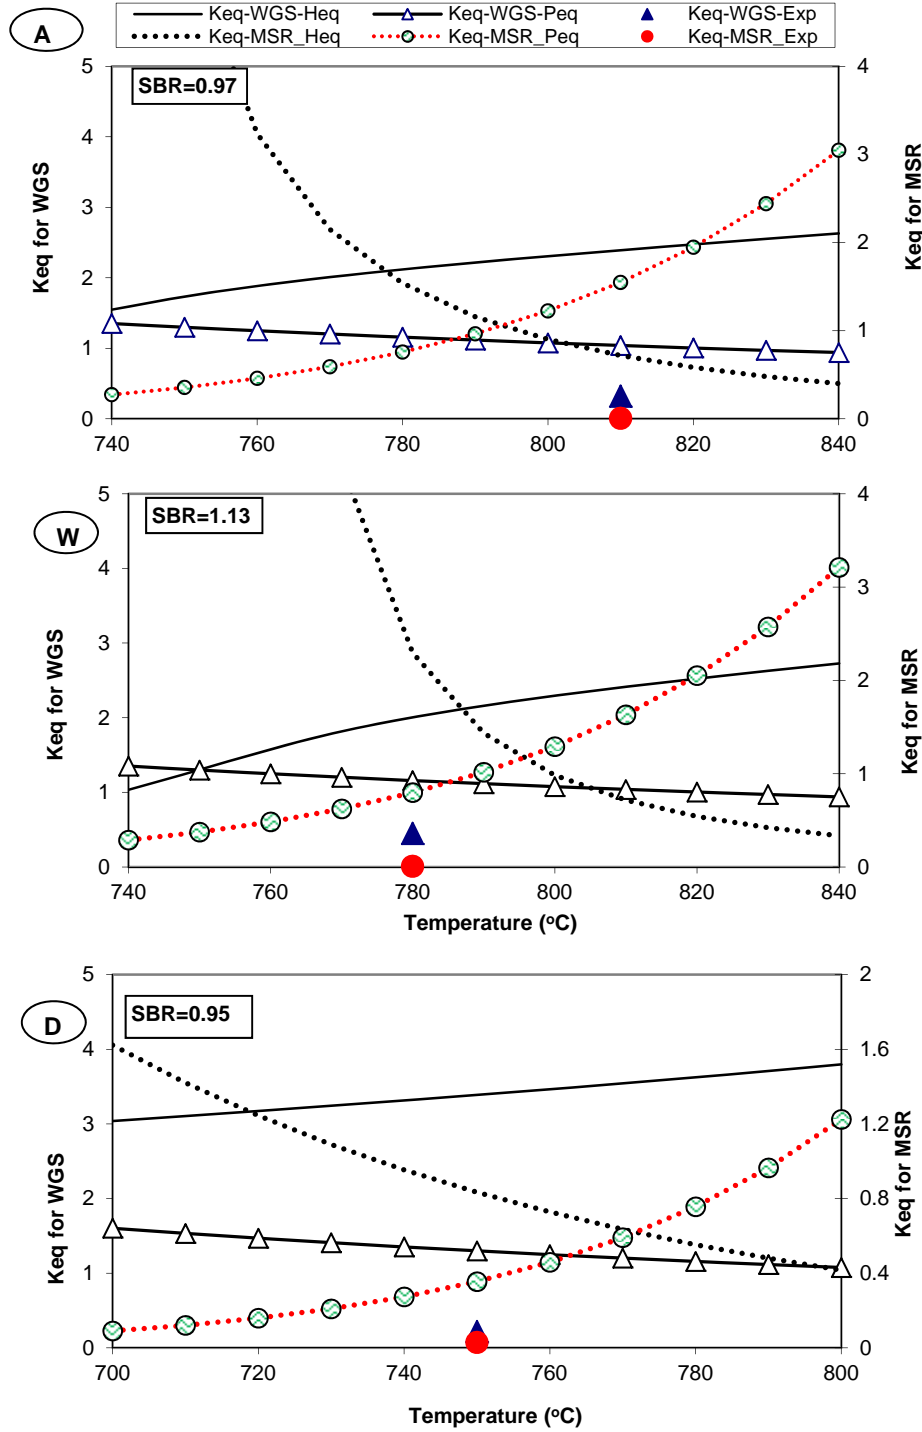 A
Keq-WGS-Heq Keq-WGS-Peq Keq-WGS-Exp
Keq-MSR_Heq Keq-MSR_Peq Keq-MSR_Exp
SBR=0.97
5 4
4
3
3
2
2
1
1
0 0
740 760 780 800 820 840
Keq for WGS
Keq for MSR
W
SBR=1.13
5 4
4
3
3
2
2
1
1
0 0
740 760 780 800 820 840
Keq for WGS
Keq for MSR
Temperature (ºC)
D
SBR=0.95
5 2
4 1.6
3 1.2
2 0.8
1 0.4
0 0
700 720 740 760 780 800
Keq for WGS
Keq for MSR
Temperature (ºC)